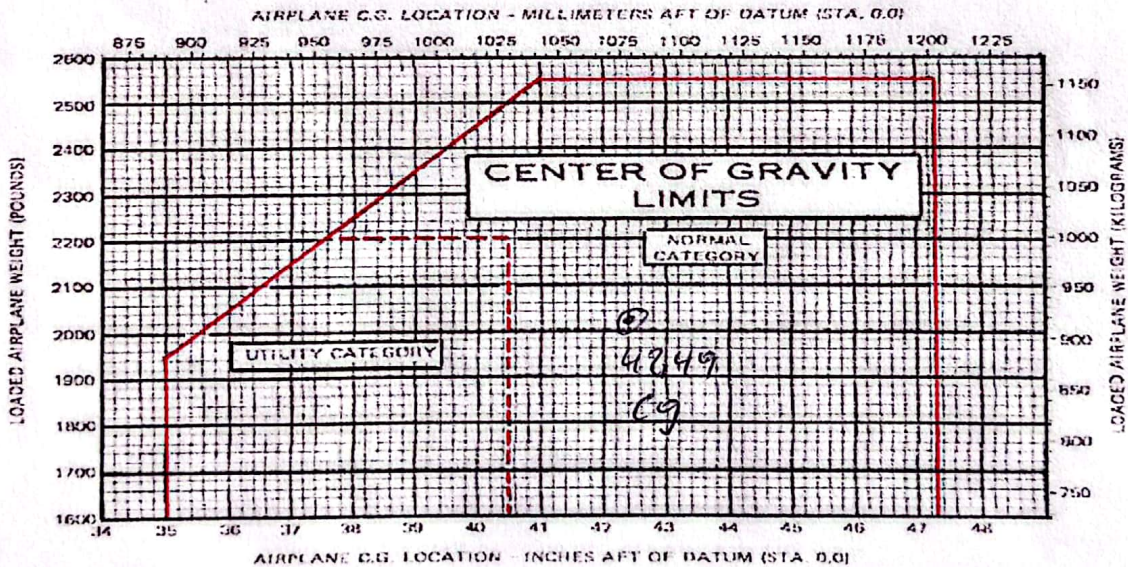 AIRPLANE C.G. LOCATION - MILLIMETERS AFT OF DATUM (STA. 0.0)
875 900 925 950 975 1000 1025 1050 1075 1100 1125 1150 1175 1200 1225
LOADED AIRPLANE WEIGHT (POUNDS)
2600
2500
2400
2300
2200
2100
2000
1900
1800
1700
1600
CENTER OF GRAVITY
LIMITS
NORMAL
CATEGORY
UTILITY CATEGORY
4249
cg
1150
1100
1050
1000
950
900
850
800
750
LOADED AIRPLANE WEIGHT (KILOGRAMS)
34 35 36 37 38 39 40 41 42 43 44 45 46 47 48
AIRPLANE C.G. LOCATION - INCHES AFT OF DATUM (STA. 0.0)